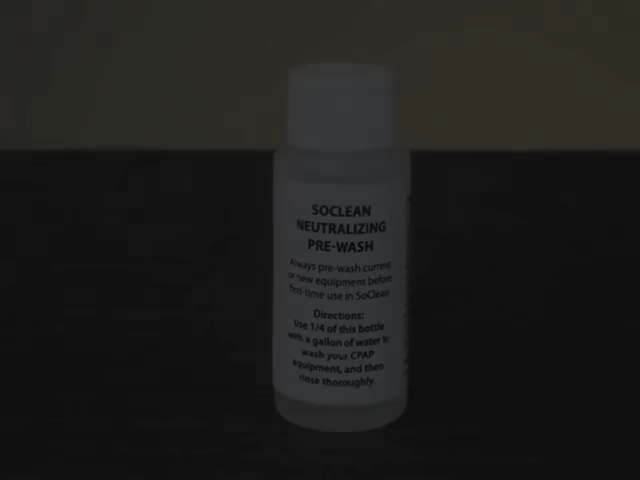 SOCLEAN
NEUTRALIZING
PRE-WASH
Always pre-wash current
or new equipment before
first-time use in SoClean.
Directions:
Use 1/4 of this bottle
with a gallon of water to
wash your CPAP
equipment, and then
rinse thoroughly.